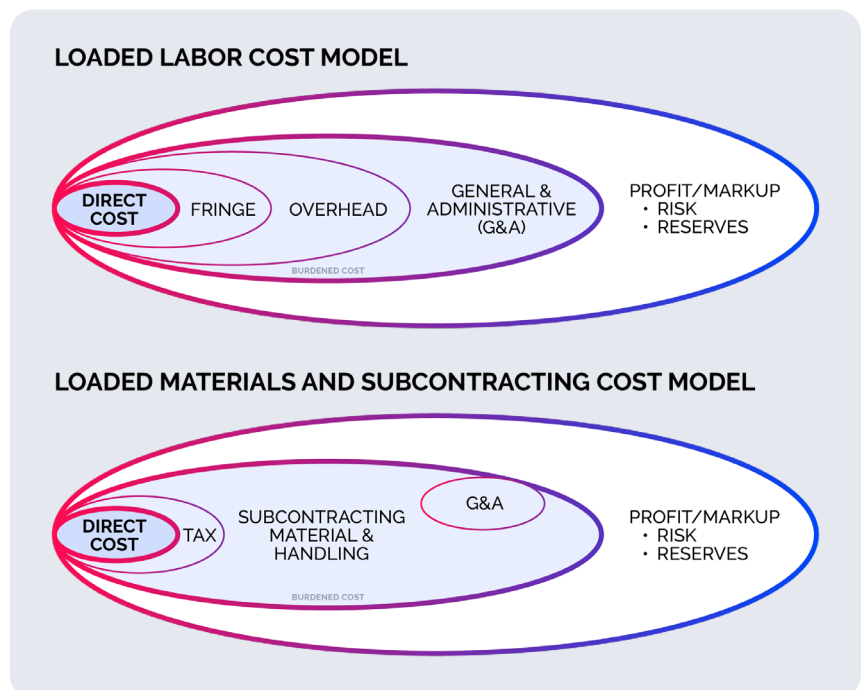 LOADED LABOR COST MODEL
DIRECT
COST
FRINGE
OVERHEAD
GENERAL &
ADMINISTRATIVE
(G&A)
PROFIT/MARKUP
• RISK
• RESERVES
BURDENED COST
LOADED MATERIALS AND SUBCONTRACTING COST MODEL
DIRECT
COST
TAX
SUBCONTRACTING
MATERIAL &
HANDLING
G&A
PROFIT/MARKUP
• RISK
• RESERVES
BURDENED COST